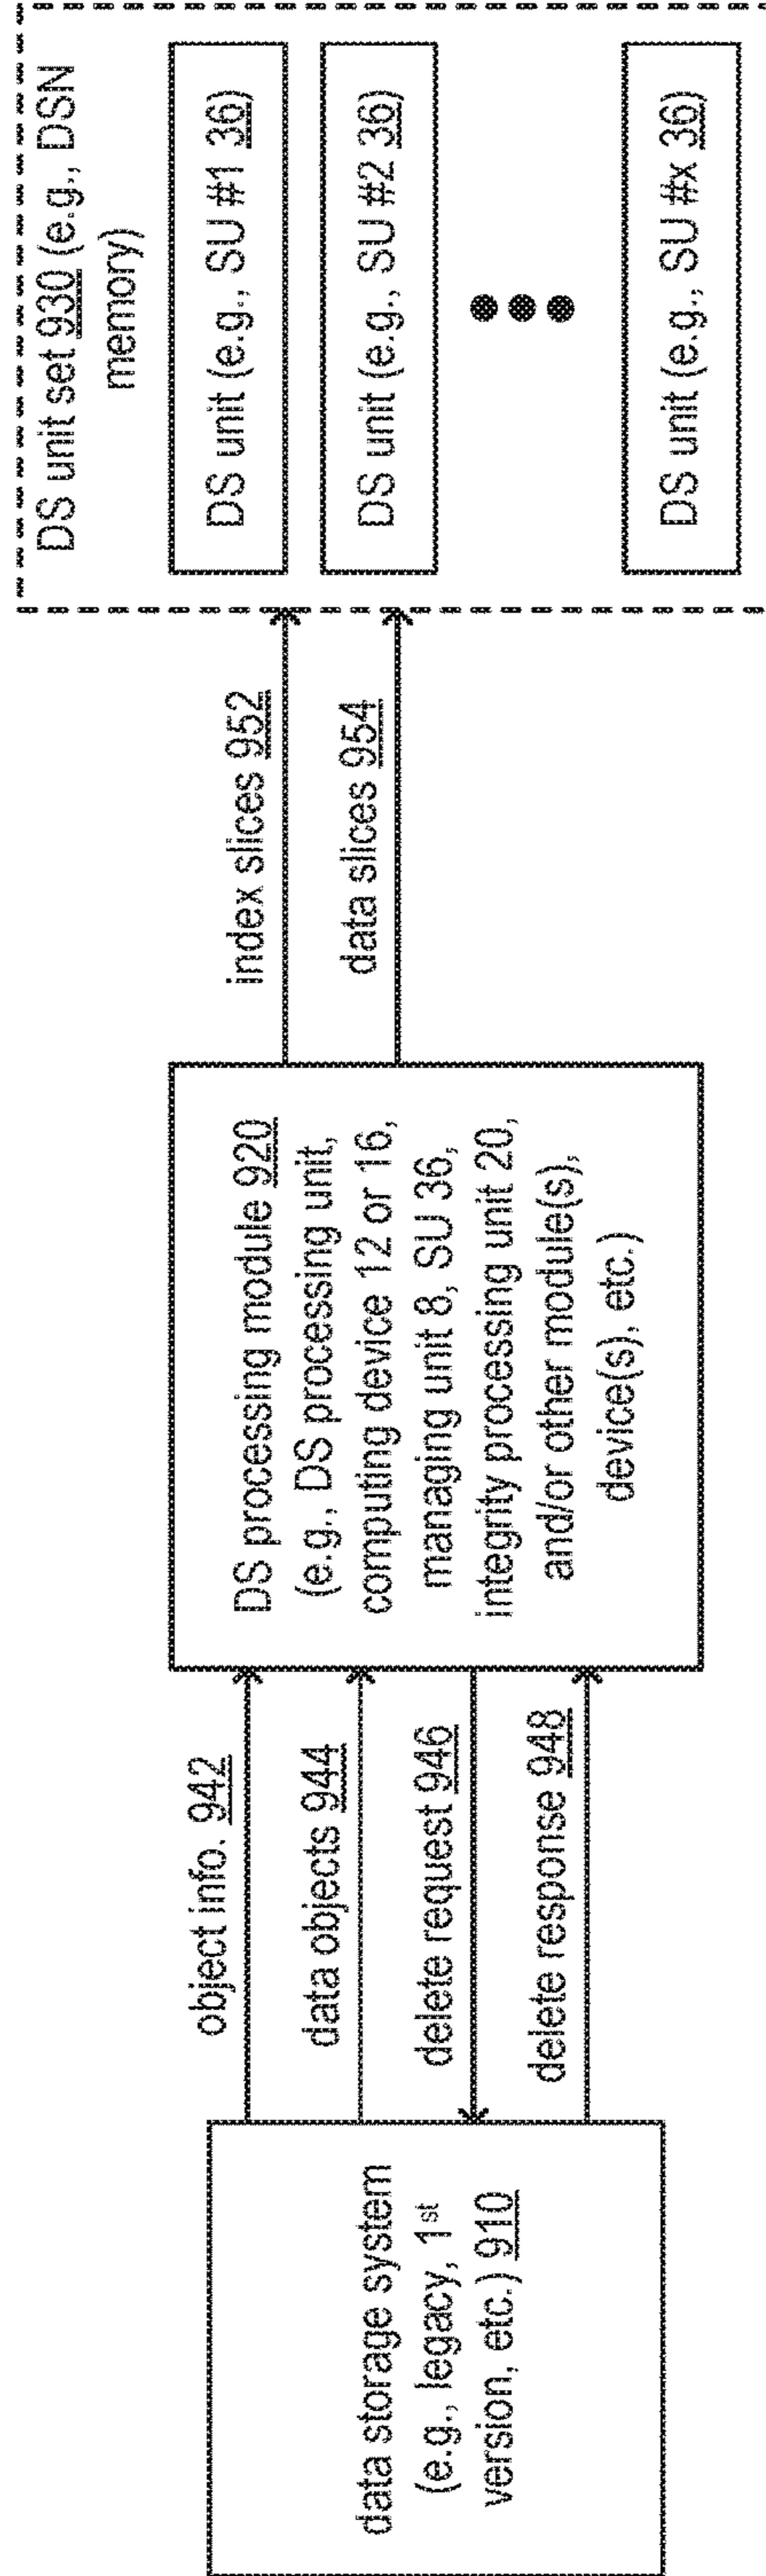 data storage system
(e.g., legacy, 1st
version, etc.) 910
object info. 942
data objects 944
delete request 946
delete response 948
DS processing module 920
(e.g., DS processing unit,
computing device 12 or 16,
managing unit 8, SU 36,
integrity processing unit 20,
and/or other module(s),
device(s), etc.)
index slices 952
data slices 954
DS unit set 930 (e.g., DSN
memory)
DS unit (e.g., SU #1 36)
DS unit (e.g., SU #2 36)
DS unit (e.g., SU #x 36)